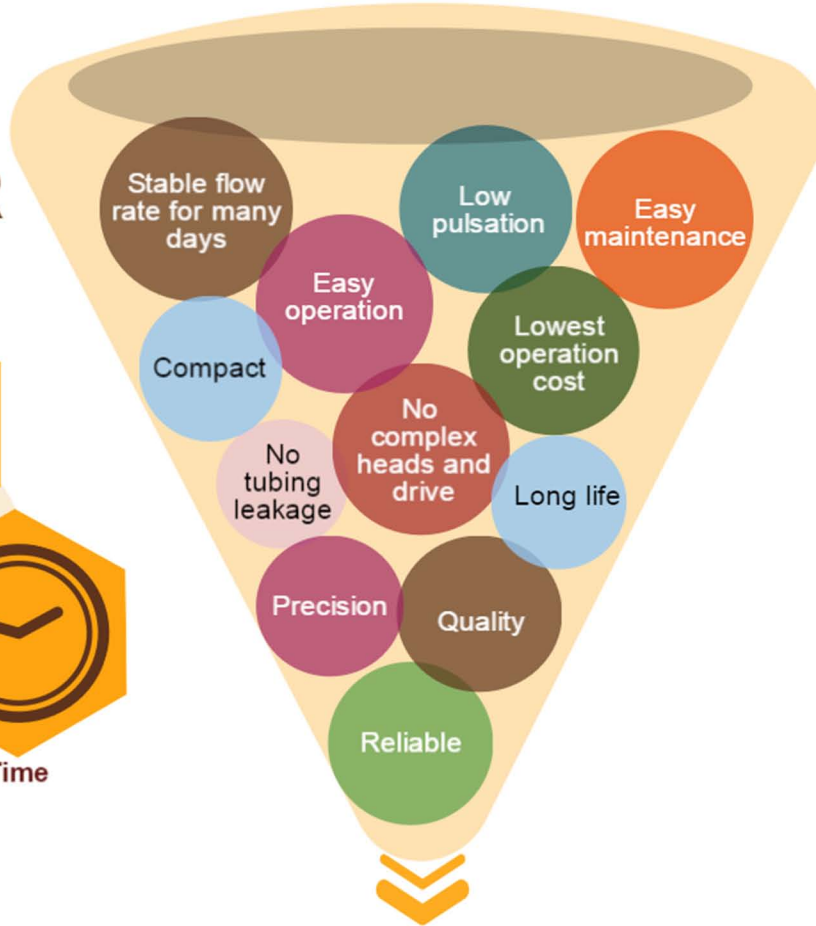 Stable flow
rate for many
days
Low
pulsation
Easy
maintenance
Easy
operation
Lowest
operation
cost
Compact
No
complex
heads and
drive
No
tubing
leakage
Long life
Precision
Quality
Reliable
Time